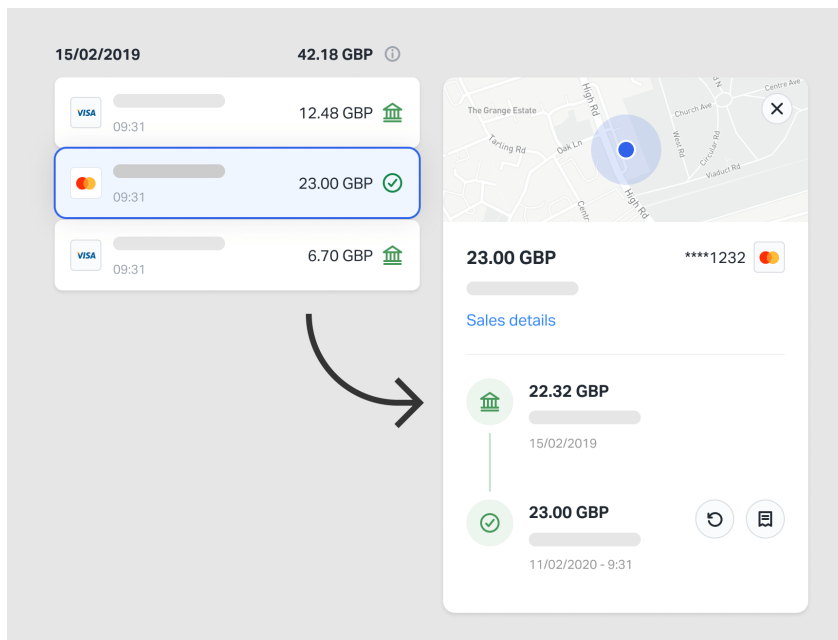 15/02/2019 42.18 GBP
VISA
12.48 GBP
09:31
23.00 GBP
09:31
VISA
6.70 GBP
09:31
The Grange Estate
Tarling Rd
Oak Ln
High Rd
High Rd
Centr
N
Church Ave
Centre Ave
West Rd
Circular Rd
Viaduct Rd
23.00 GBP ****1232
Sales details
22.32 GBP
15/02/2019
23.00 GBP
11/02/2020 - 9:31